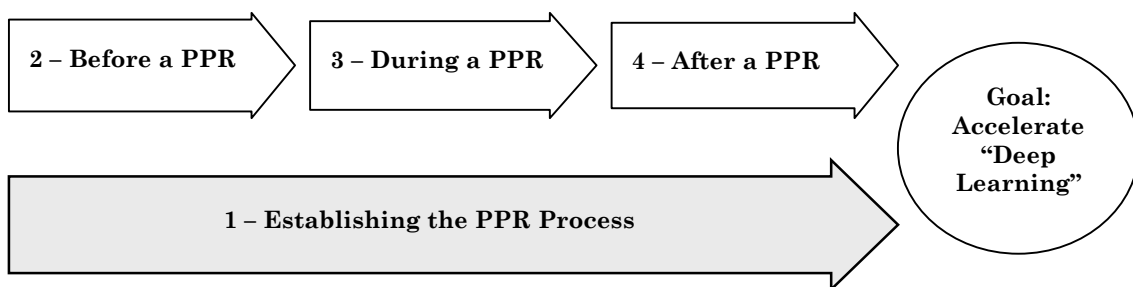 2 – Before a PPR
3 – During a PPR
4 – After a PPR
Goal:
Accelerate
“Deep
Learning”
1 – Establishing the PPR Process